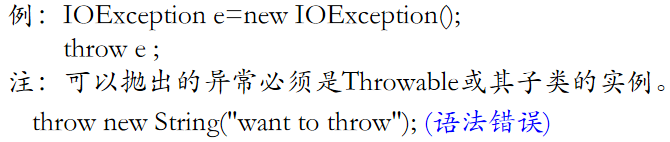 例：IOException e=new IOException();
throw e ;
注：可以抛出的异常必须是Throwable或其子类的实例。
throw new String("want to throw"); (语法错误)